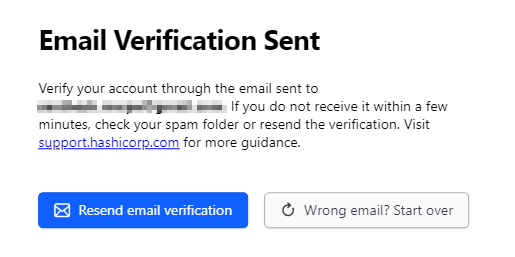 Email Verification Sent
Verify your account through the email sent to
If you do not receive it within a few
minutes, check your spam folder or resend the verification. Visit
support.hashicorp.com for more guidance.
Resend email verification
Wrong email? Start over